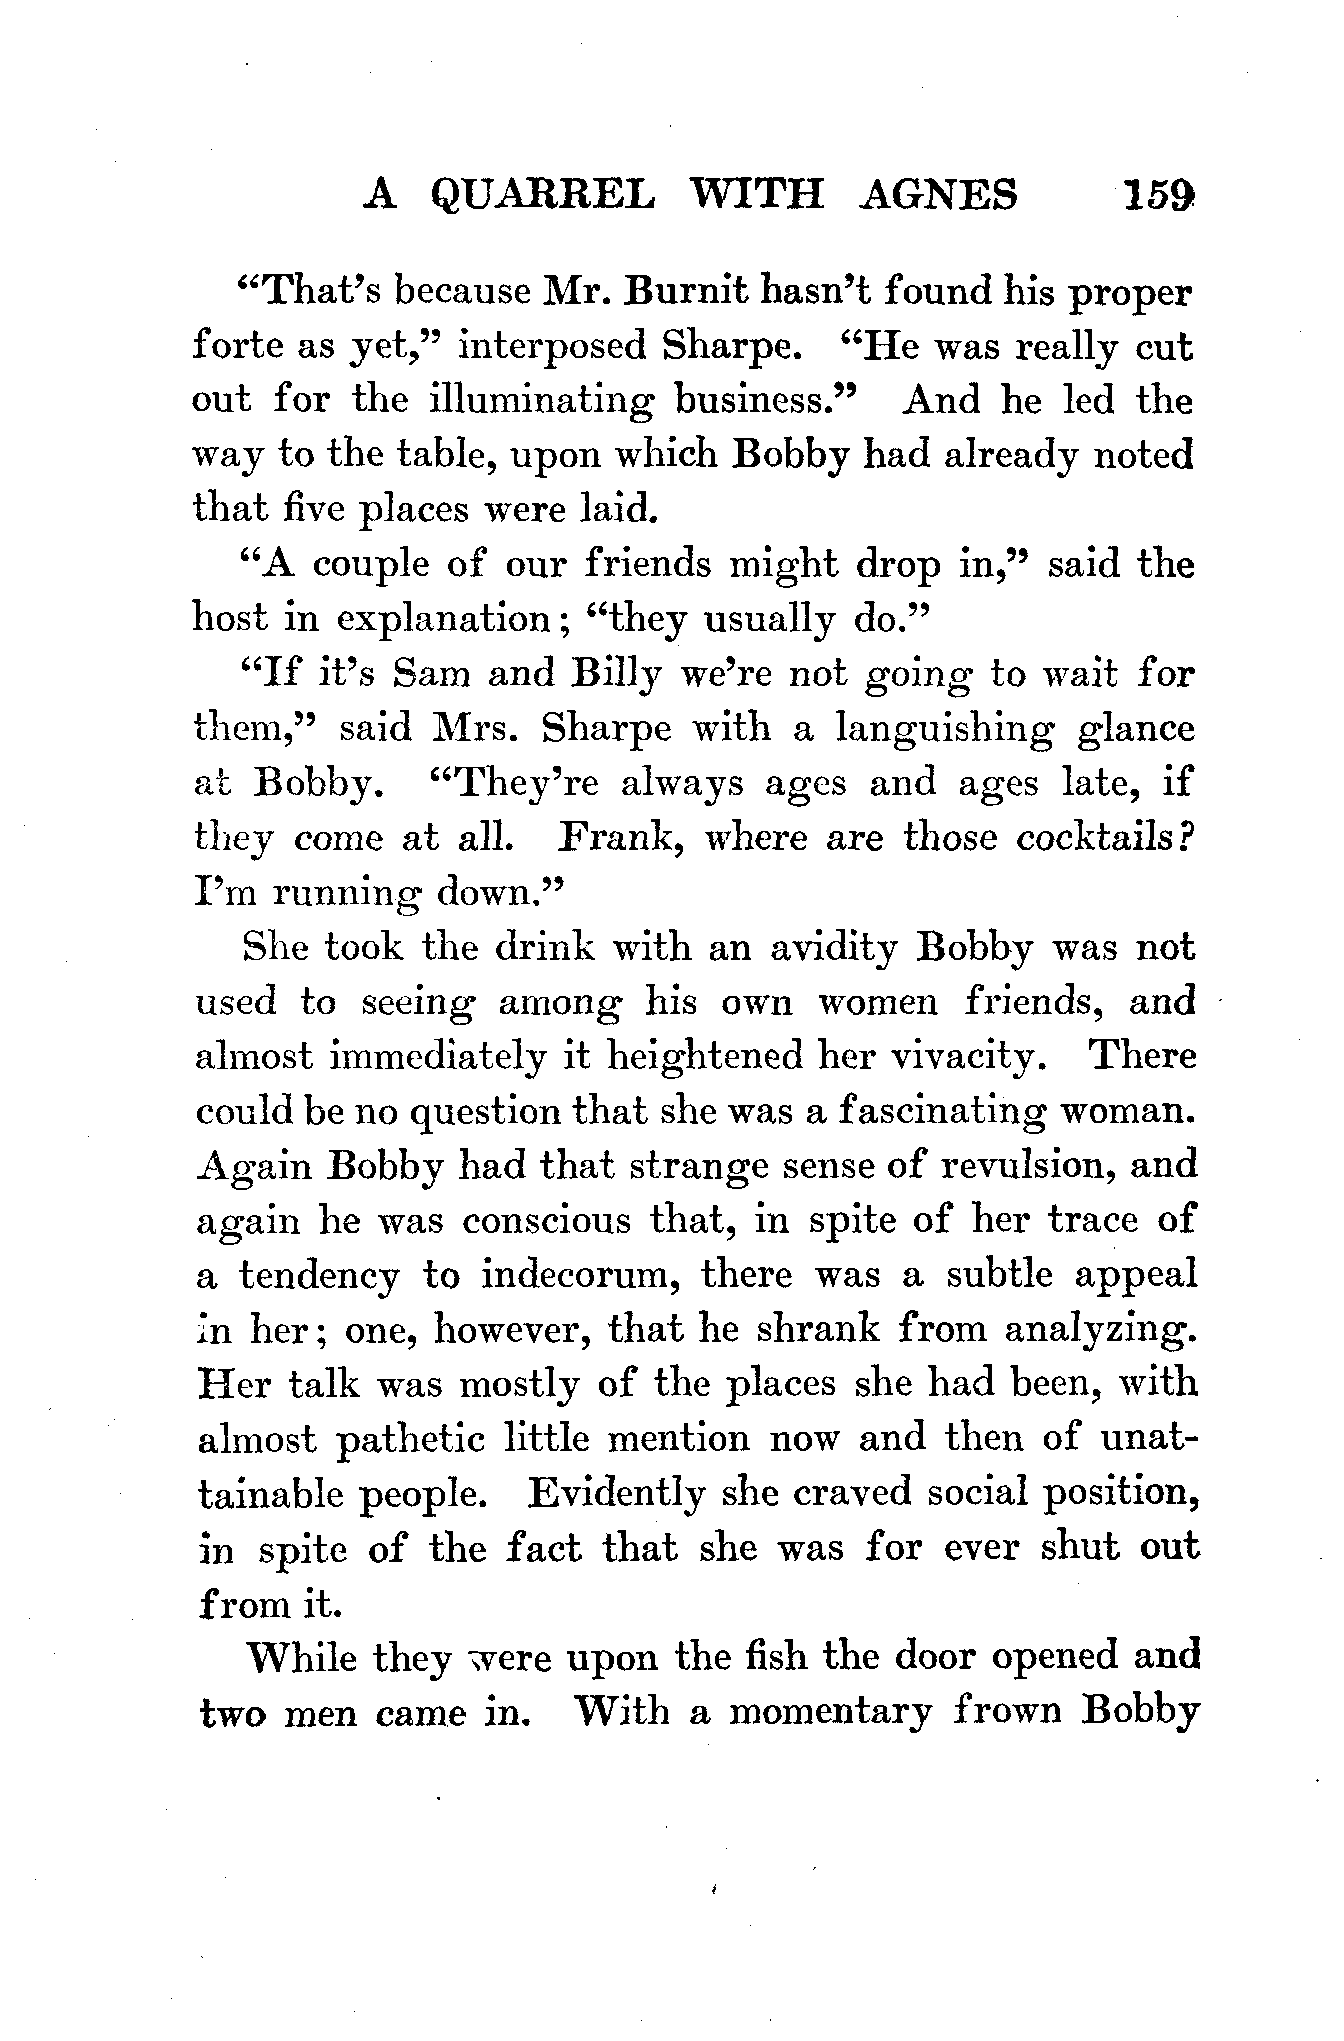 A QUARREL WITH AGNES 159
“That’s because Mr. Burnit hasn’t found his proper
forte as yet,” interposed Sharpe. “He was really cut
out for the illuminating business.” And he led the
way to the table, upon which Bobby had already noted
that five places were laid.
“A couple of our friends might drop in,” said the
host in explanation; “they usually do.”
“If it’s Sam and Billy we’re not going to wait for
them,” said Mrs. Sharpe with a languishing glance
at Bobby. “They’re always ages and ages late, if
they come at all. Frank, where are those cocktails?
I’m running down.”
She took the drink with an avidity Bobby was not
used to seeing among his own women friends, and
almost immediately it heightened her vivacity. There
could be no question that she was a fascinating woman.
Again Bobby had that strange sense of revulsion, and
again he was conscious that, in spite of her trace of
a tendency to indecorum, there was a subtle appeal
in her; one, however, that he shrank from analyzing.
Her talk was mostly of the places she had been, with
almost pathetic little mention now and then of unat-
tainable people. Evidently she craved social position,
in spite of the fact that she was for ever shut out
from it.
While they were upon the fish the door opened and
two men came in. With a momentary frown Bobby